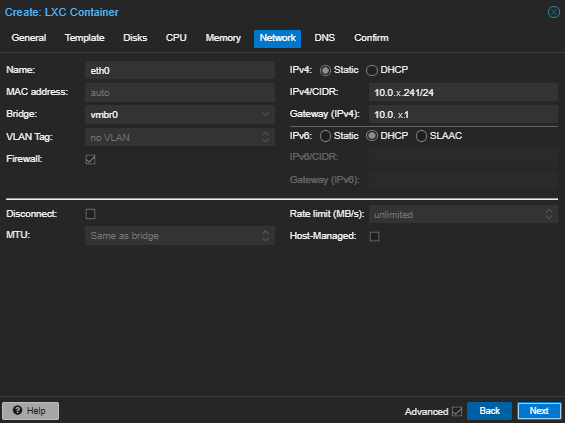 Create: LXC Container
General Template Disks CPU Memory Network DNS Confirm
Name: eth0 IPv4: Static DHCP
MAC address: auto IPv4/CIDR: 10.0.x.241/24
Bridge: vmbr0 Gateway (IPv4): 10.0. x.1
VLAN Tag: no VLAN IPv6: Static DHCP SLAAC
Firewall: IPv6/CIDR:
Gateway (IPv6):
Disconnect: Rate limit (MB/s): unlimited
MTU: Same as bridge Host-Managed:
? Help Advanced Back Next